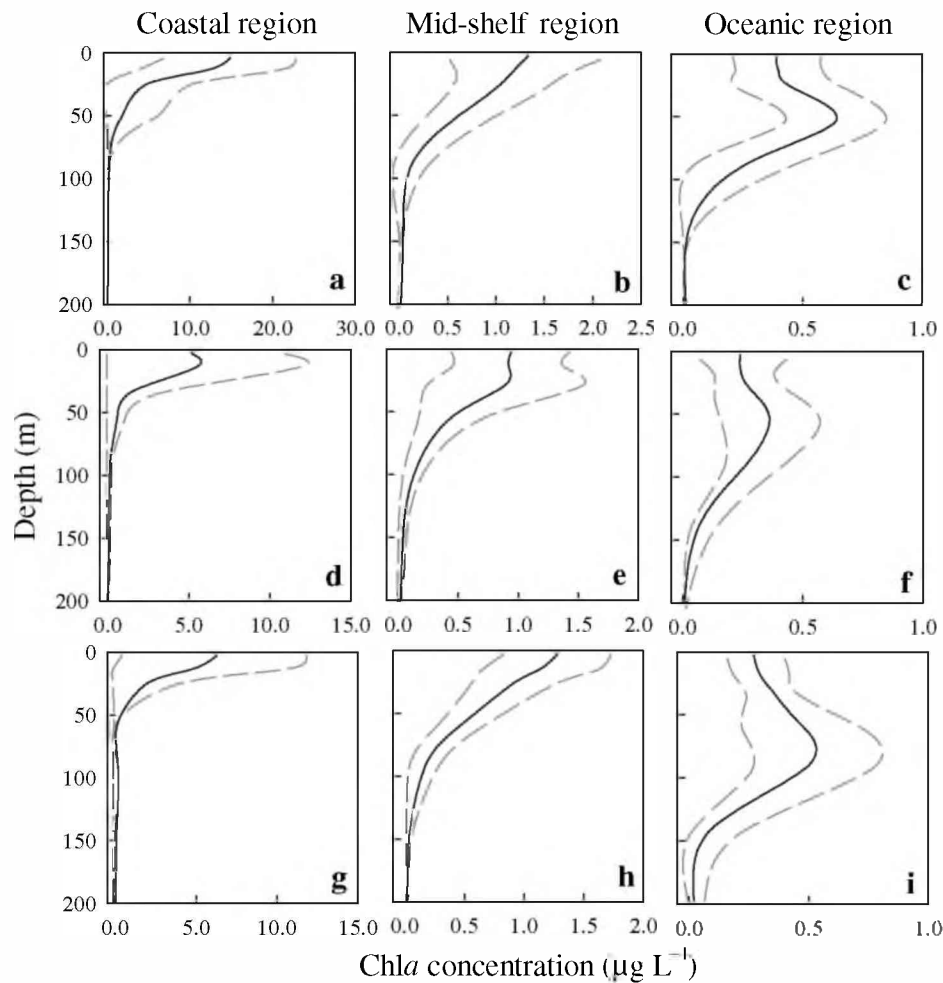 Coastal region Mid-shelf region Oceanic region
0
50
100
150
200
a b c
0.0 10.0 20.0 30.0 0.0 0.5 1.0 1.5 2.0 2.5 0.0 0.5 1.0
0
50
100
150
200
Depth (m)
d e f
0.0 5.0 10.0 15.0 0.0 0.5 1.0 1.5 2.0 0.0 0.5 1.0
0
50
100
150
200
g h i
0.0 5.0 10.0 15.0 0.0 0.5 1.0 1.5 2.0 0.0 0.5 1.0
Chla concentration (µg L⁻¹)